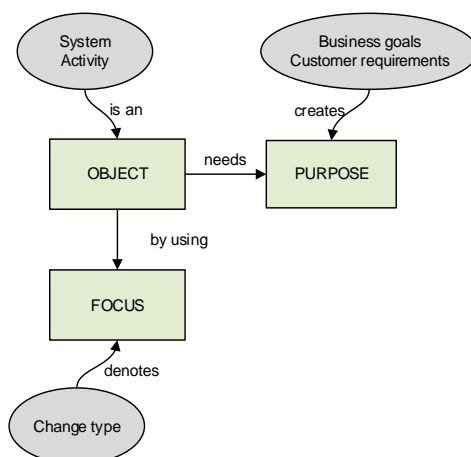 System
Activity
Business goals
Customer requirements
is an
creates
OBJECT
needs
PURPOSE
by using
FOCUS
denotes
Change type